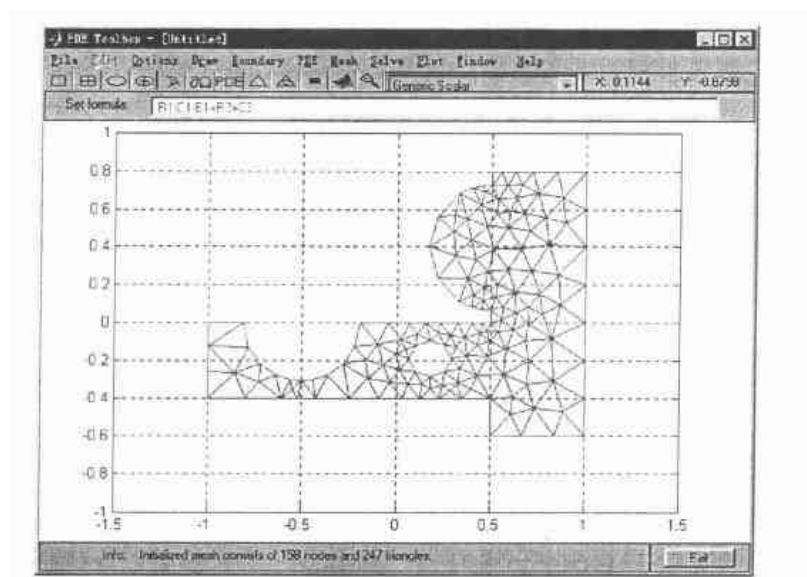 PDE Toolbox - [Untitled]
File Edit Options Draw Boundary PDE Mesh Solve Plot Window Help
PDE Generic Scalar X: 0.1144 Y: -0.8798
Set formula:
1
0.8
0.6
0.4
0.2
0
-0.2
-0.4
-0.6
-0.8
-1
-1.5 -1 -0.5 0 0.5 1 1.5
Info: Initialized mesh consists of 158 nodes and 247 triangles.
Exit